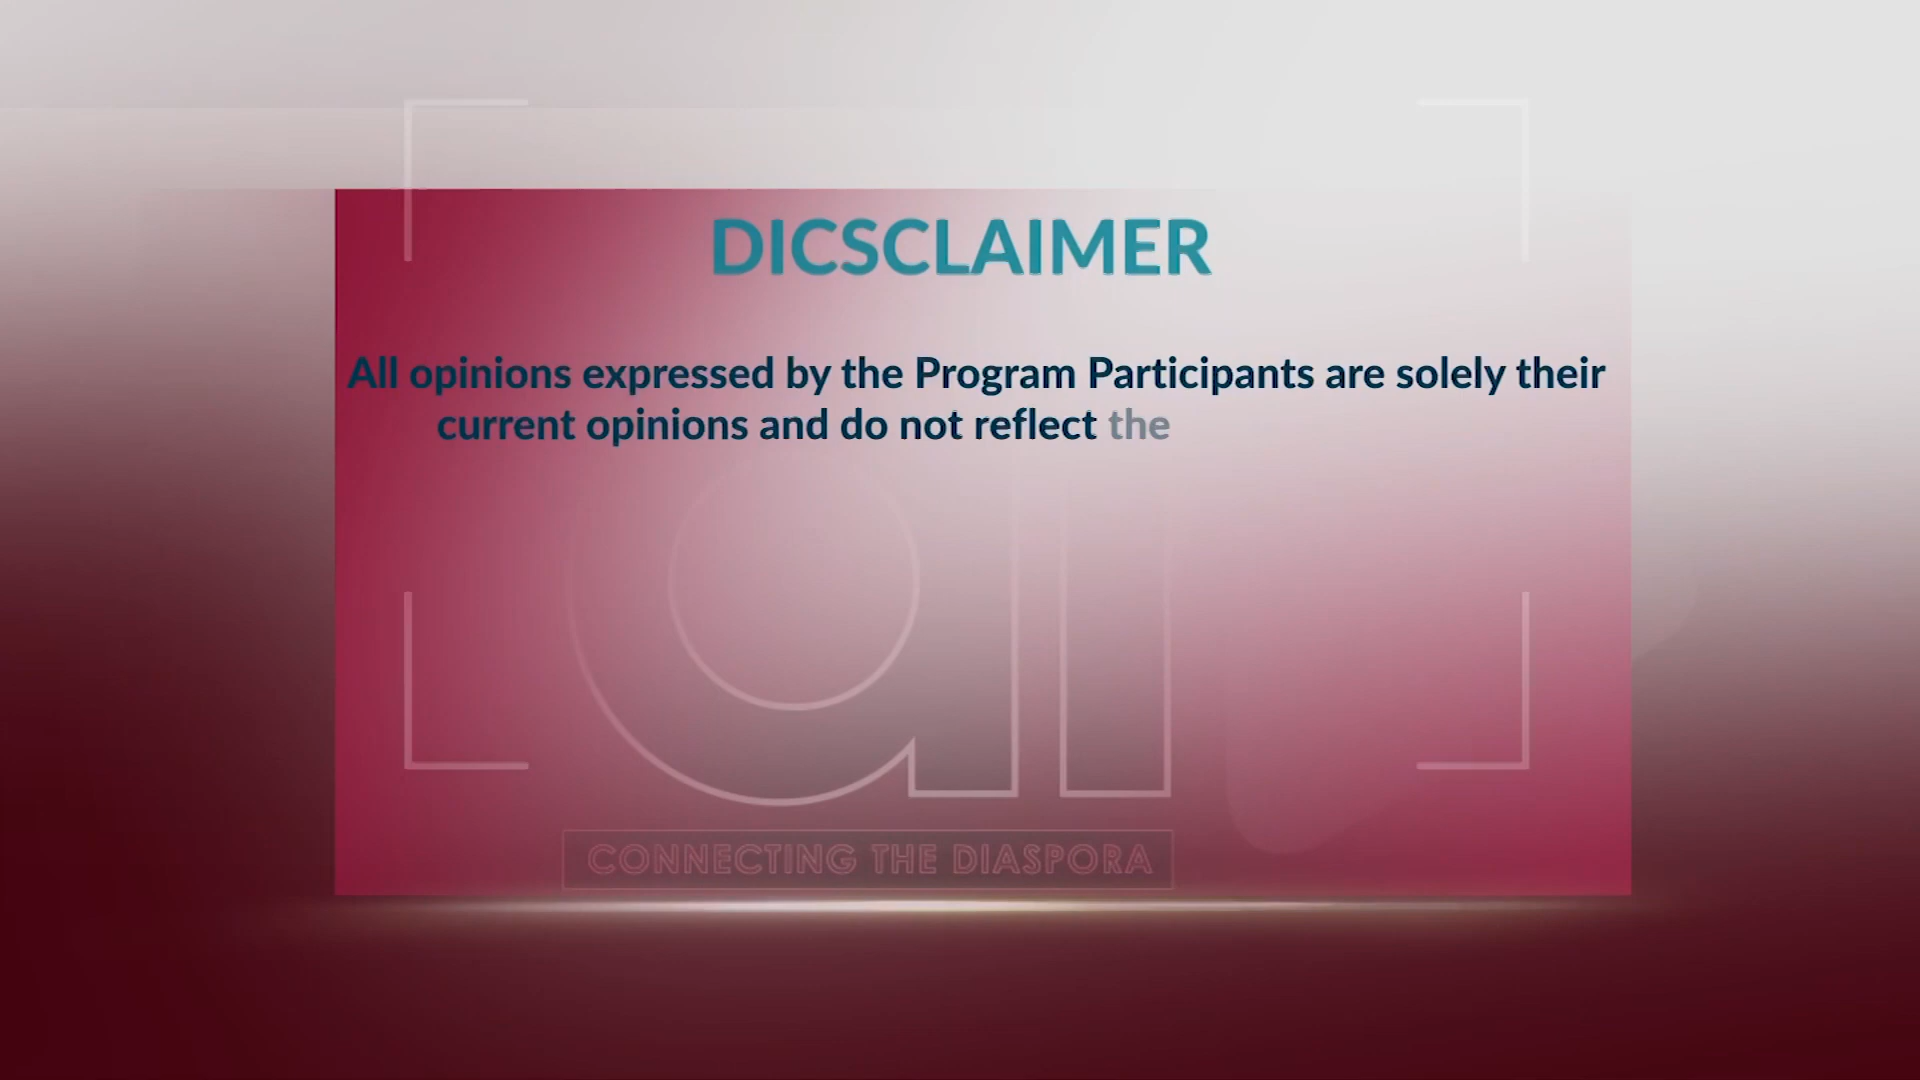 DICSCLAIMER
All opinions expressed by the Program Participants are solely their
current opinions and do not reflect the
ai
CONNECTING THE DIASPORA